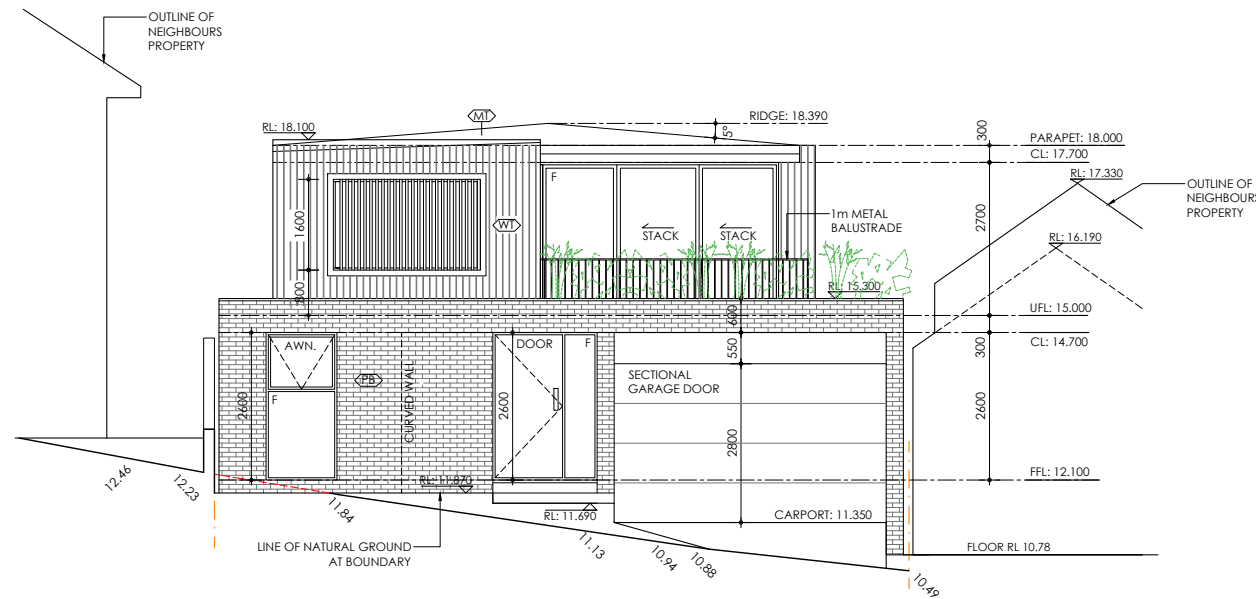 OUTLINE OF
NEIGHBOURS
PROPERTY
RL: 18.100
MT
RIDGE: 18.390
5°
300
PARAPET: 18.000
CL: 17.700
RL: 17.330
OUTLINE OF
NEIGHBOURS
PROPERTY
F
1600
WT
STACK
STACK
1m METAL
BALUSTRADE
2700
RL: 16.190
800
RL: 15.300
600
UFL: 15.000
300
CL: 14.700
AWN.
F
2600
PB
CURVED WALL
DOOR
F
2600
550
SECTIONAL
GARAGE DOOR
2800
2600
FFL: 12.100
RL: 11.870
RL: 11.690
CARPORT: 11.350
12.46
12.23
11.84
LINE OF NATURAL GROUND
AT BOUNDARY
11.13
10.94
10.88
FLOOR RL 10.78
10.49